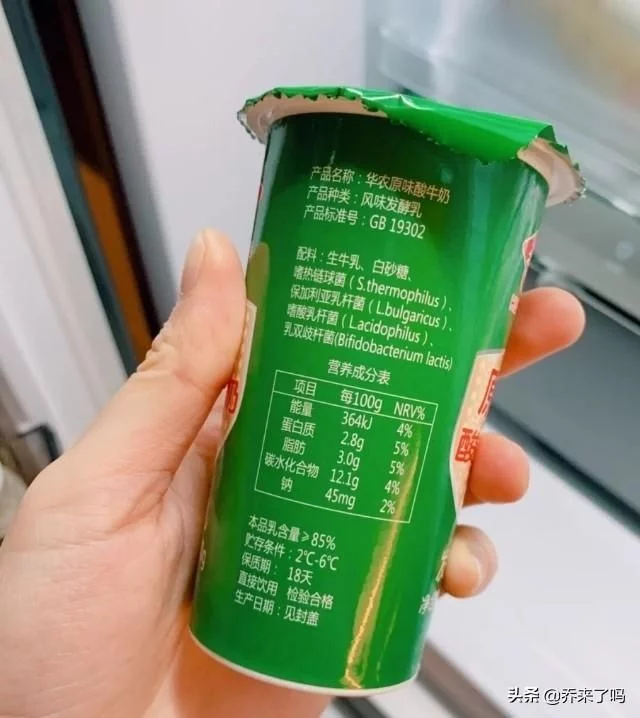 产品名称：华农原味酸牛奶
产品种类：风味发酵乳
产品标准号：GB 19302
配料：生牛乳、白砂糖、
嗜热链球菌（S.thermophilus）、
保加利亚乳杆菌（L.bulgaricus）、
嗜酸乳杆菌（L.acidophilus）、
乳双歧杆菌(Bifidobacterium lactis)
营养成分表
项目 每100g NRV%
能量 364kJ 4%
蛋白质 2.8g 5%
脂肪 3.0g 5%
碳水化合物 12.1g 4%
钠 45mg 2%
本品乳含量≥85%
贮存条件：2℃-6℃
保质期：18天
直接饮用 检验合格
生产日期：见封盖
头条 @乔来了吗